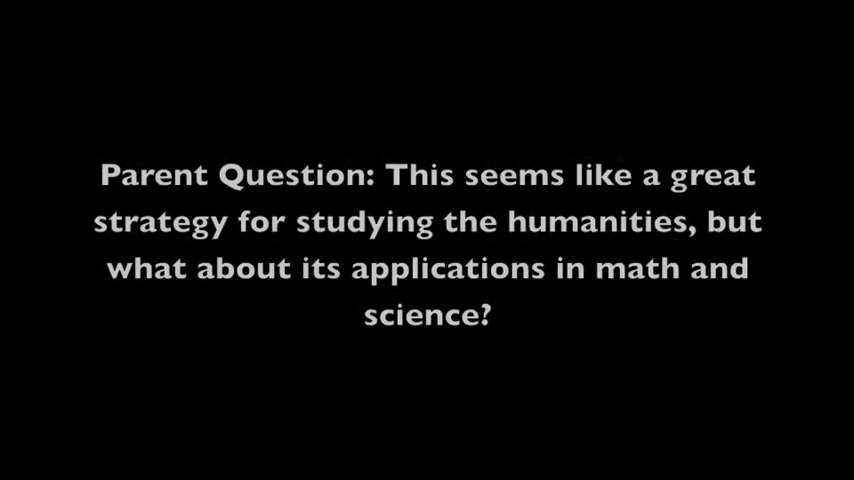 Parent Question: This seems like a great
strategy for studying the humanities, but
what about its applications in math and
science?